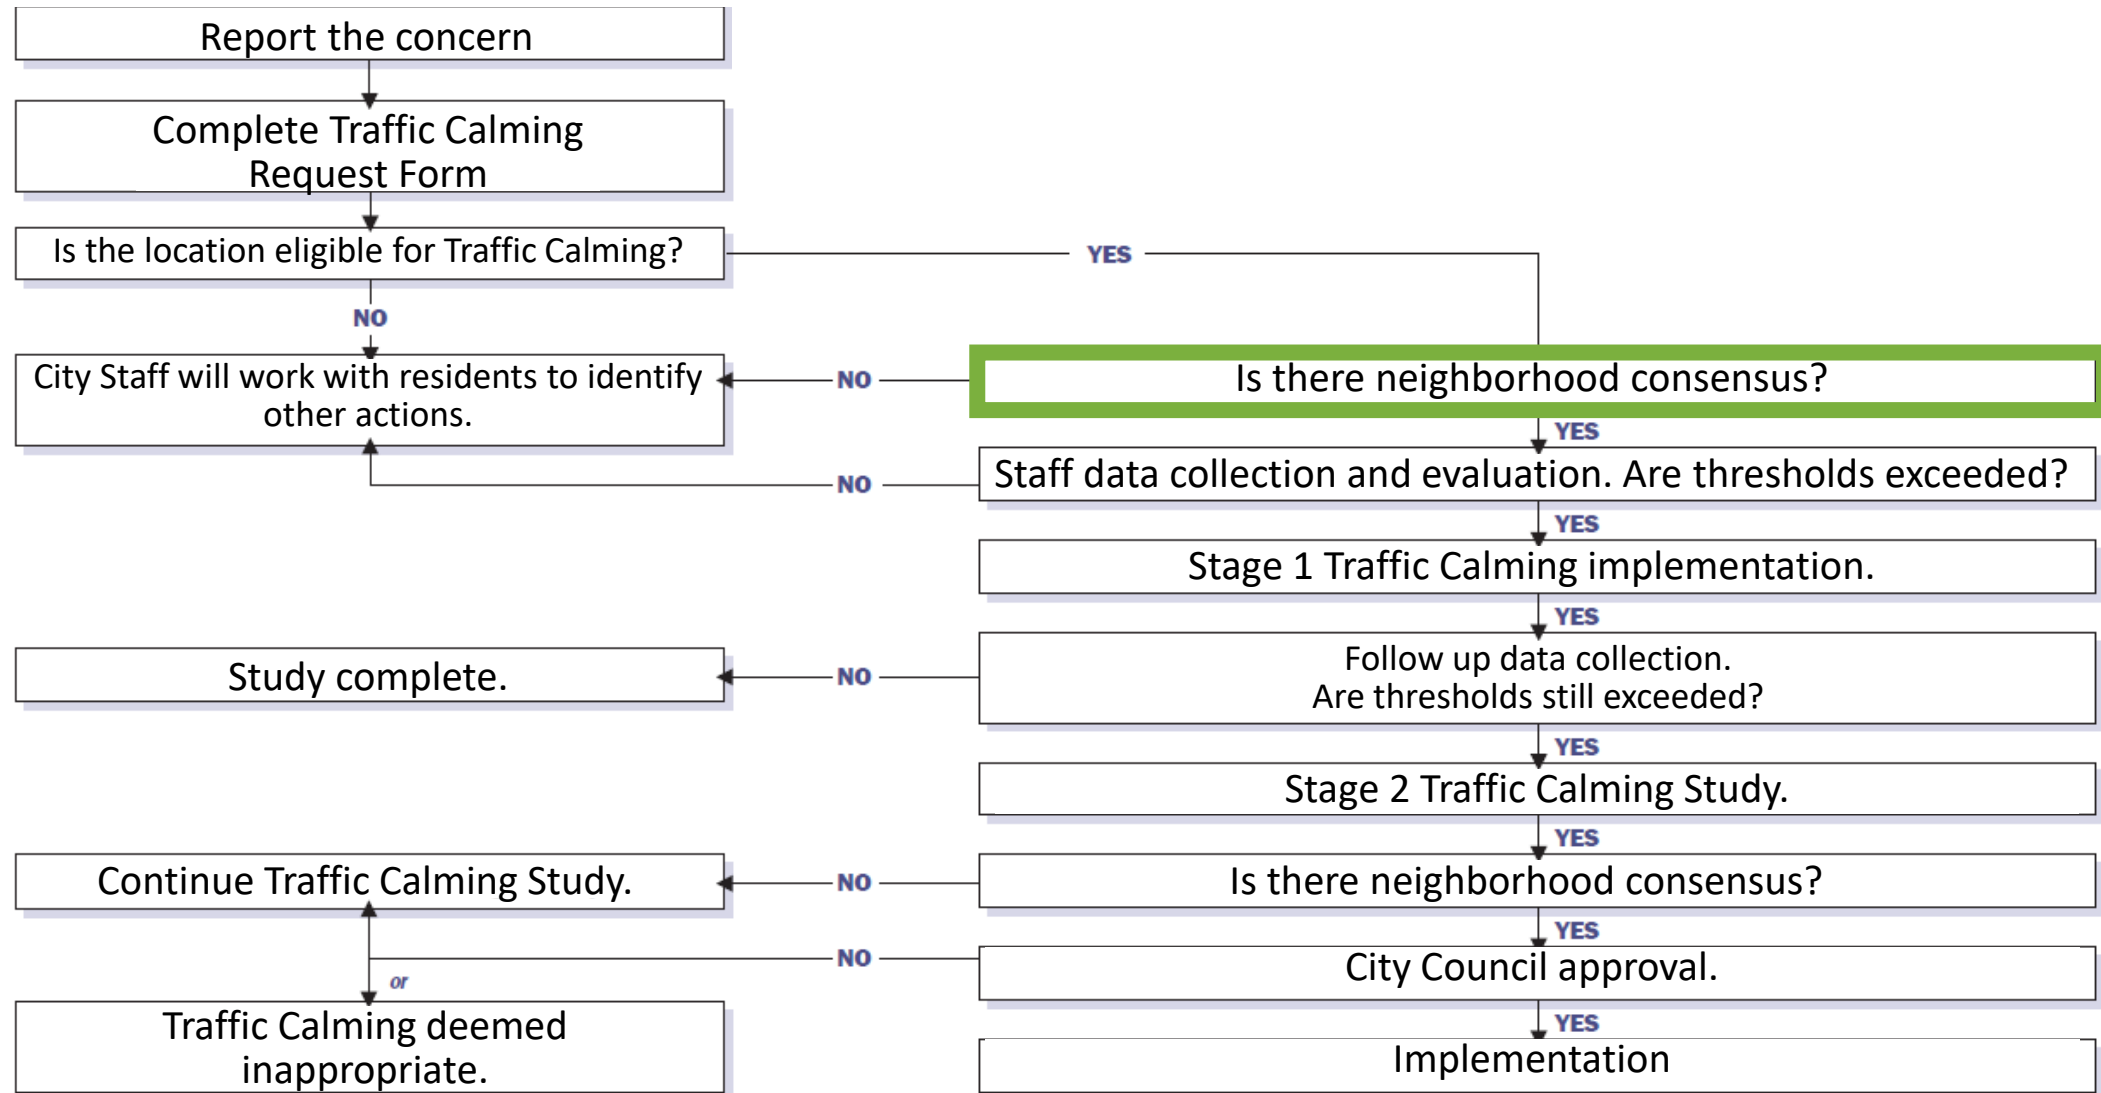 Report the concern
Complete Traffic Calming
Request Form
Is the location eligible for Traffic Calming?
YES
NO
City Staff will work with residents to identify
other actions.
NO
Is there neighborhood consensus?
YES
NO
Staff data collection and evaluation. Are thresholds exceeded?
YES
Stage 1 Traffic Calming implementation.
YES
Study complete.
NO
Follow up data collection.
Are thresholds still exceeded?
YES
Stage 2 Traffic Calming Study.
YES
Continue Traffic Calming Study.
NO
Is there neighborhood consensus?
YES
NO
City Council approval.
or
Traffic Calming deemed
inappropriate.
YES
Implementation